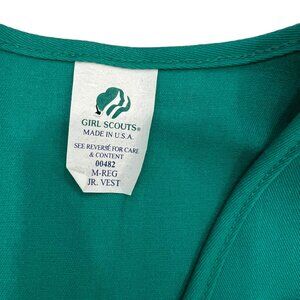 GIRL SCOUTS®
MADE IN U.S.A.
SEE REVERSE FOR CARE
& CONTENT
00482
M-REG
JR. VEST